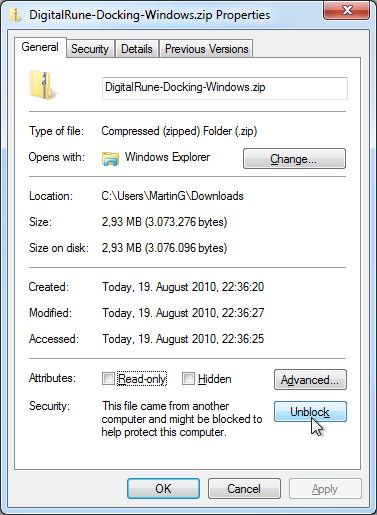 DigitalRune-Docking-Windows.zip Properties
General Security Details Previous Versions
DigitalRune-Docking-Windows.zip
Type of file: Compressed (zipped) Folder (.zip)
Opens with: Windows Explorer Change...
Location: C:\Users\MartinG\Downloads
Size: 2,93 MB (3.073.276 bytes)
Size on disk: 2,93 MB (3.076.096 bytes)
Created: Today, 19. August 2010, 22:36:20
Modified: Today, 19. August 2010, 22:36:27
Accessed: Today, 19. August 2010, 22:36:25
Attributes: Read-only Hidden Advanced...
Security: This file came from another Unblock
computer and might be blocked to
help protect this computer.
OK Cancel Apply